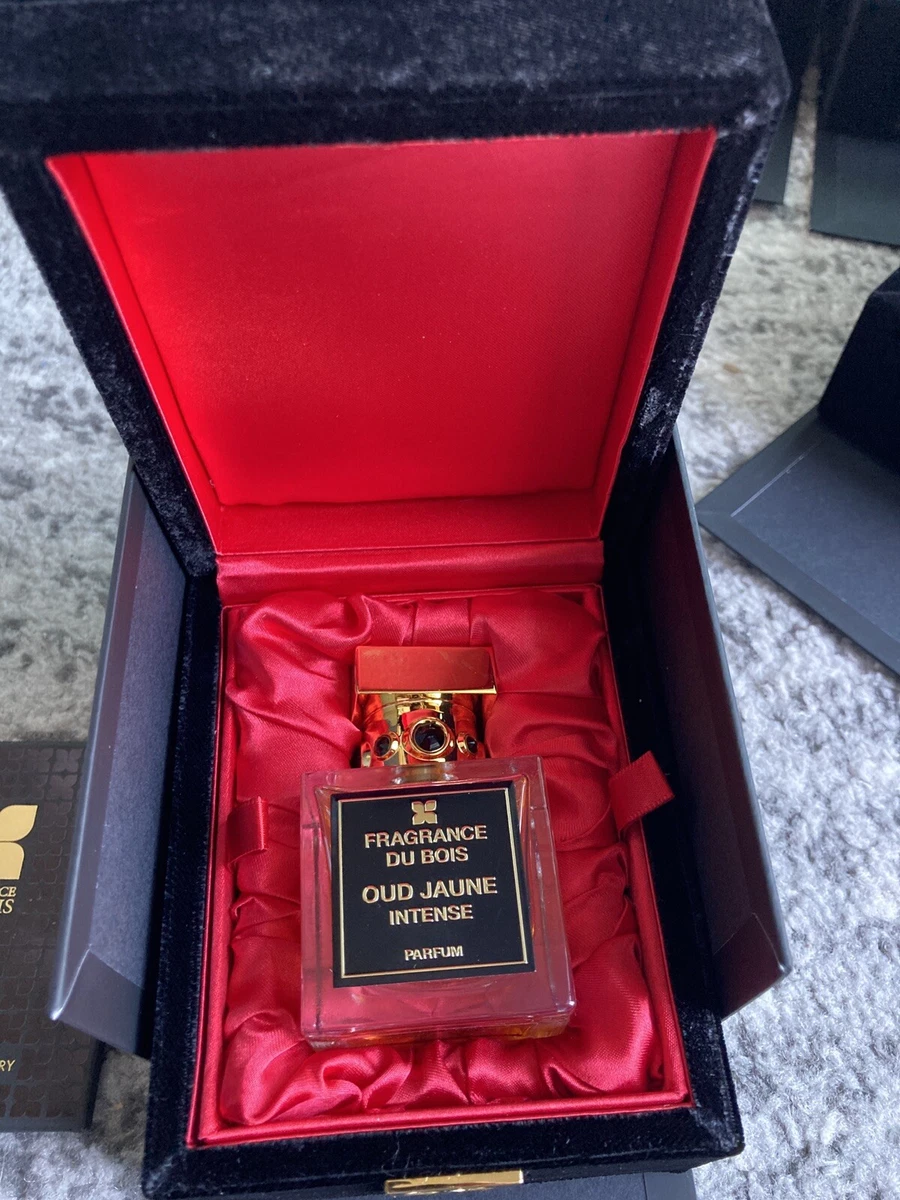 FRAGRANCE
DU BOIS
OUD JAUNE
INTENSE
PARFUM